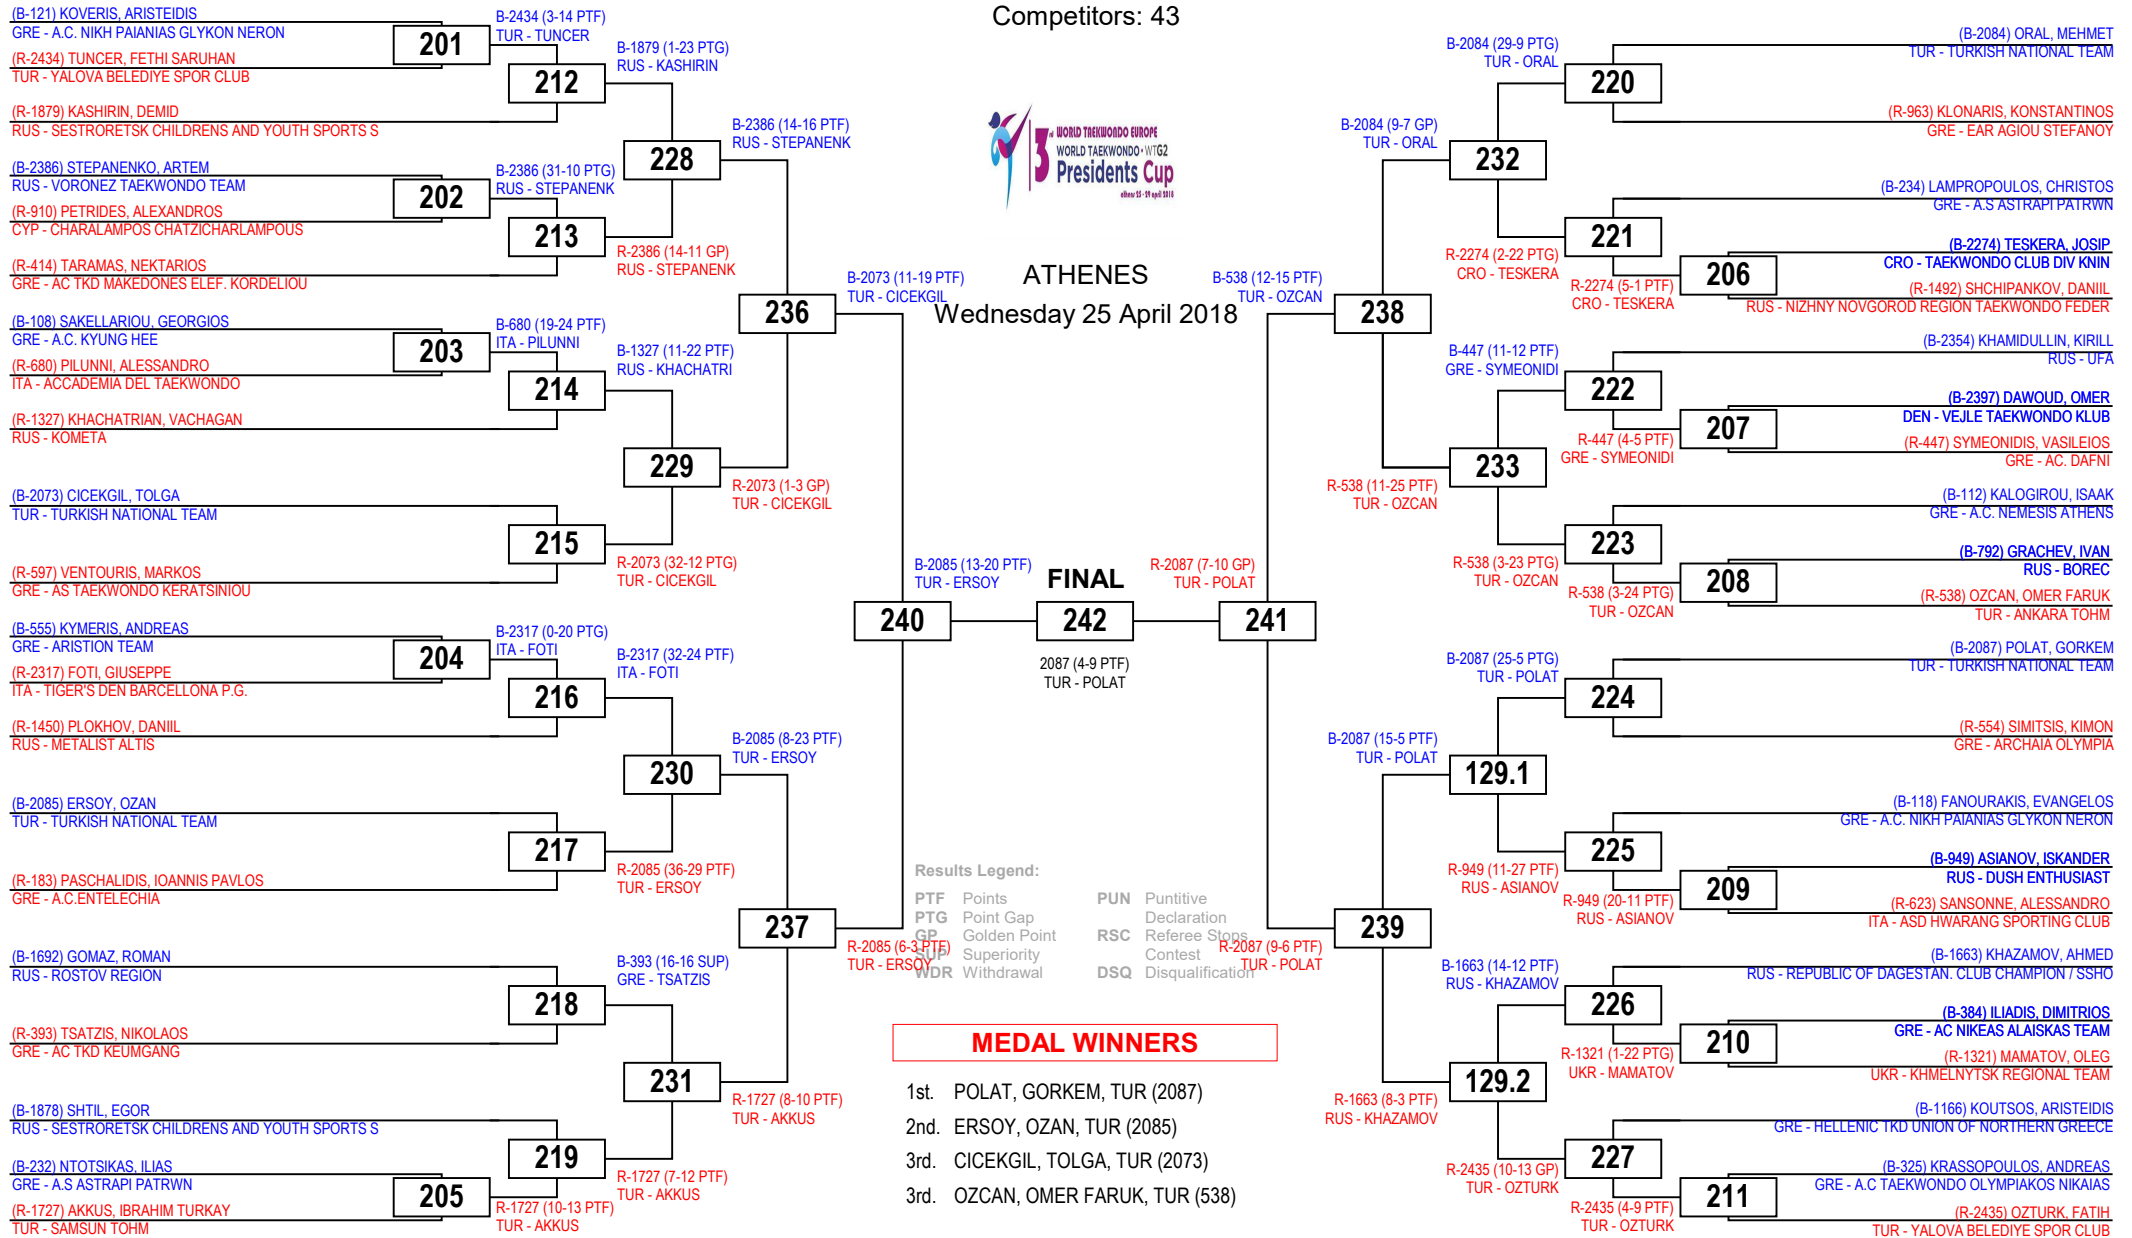 Competitors: 43
3rd WORLD TAEKWONDO EUROPE
WORLD TAEKWONDO • WTG2
Presidents Cup
athens 25 - 29 april 2018
ATHENES
Wednesday 25 April 2018
(B-121) KOVERIS, ARISTEIDIS
GRE - A.C. NIKH PAIANIAS GLYKON NERON
(R-2434) TUNCER, FETHI SARUHAN
TUR - YALOVA BELEDIYE SPOR CLUB
(R-1879) KASHIRIN, DEMID
RUS - SESTRORETSK CHILDRENS AND YOUTH SPORTS S
(B-2386) STEPANENKO, ARTEM
RUS - VORONEZ TAEKWONDO TEAM
(R-910) PETRIDES, ALEXANDROS
CYP - CHARALAMPOS CHATZICHARLAMPOUS
(R-414) TARAMAS, NEKTARIOS
GRE - AC TKD MAKEDONES ELEF. KORDELIOU
(B-108) SAKELLARIOU, GEORGIOS
GRE - A.C. KYUNG HEE
(R-680) PILUNNI, ALESSANDRO
ITA - ACCADEMIA DEL TAEKWONDO
(R-1327) KHACHATRIAN, VACHAGAN
RUS - KOMETA
(B-2073) CICEKGIL, TOLGA
TUR - TURKISH NATIONAL TEAM
(R-597) VENTOURIS, MARKOS
GRE - AS TAEKWONDO KERATSINIOU
(B-555) KYMERIS, ANDREAS
GRE - ARISTION TEAM
(R-2317) FOTI, GIUSEPPE
ITA - TIGER'S DEN BARCELLONA P.G.
(R-1450) PLOKHOV, DANIIL
RUS - METALIST ALTIS
(B-2085) ERSOY, OZAN
TUR - TURKISH NATIONAL TEAM
(R-183) PASCHALIDIS, IOANNIS PAVLOS
GRE - A.C.ENTELECHIA
(B-1692) GOMAZ, ROMAN
RUS - ROSTOV REGION
(R-393) TSATZIS, NIKOLAOS
GRE - AC TKD KEUMGANG
(B-1878) SHTIL, EGOR
RUS - SESTRORETSK CHILDRENS AND YOUTH SPORTS S
(B-232) NTOTSIKAS, ILIAS
GRE - A.S ASTRAPI PATRWN
(R-1727) AKKUS, IBRAHIM TURKAY
TUR - SAMSUN TOHM
201
202
203
204
205
B-2434 (3-14 PTF)
TUR - TUNCER
B-2386 (31-10 PTG)
RUS - STEPANENK
B-680 (19-24 PTF)
ITA - PILUNNI
B-2317 (0-20 PTG)
ITA - FOTI
R-1727 (10-13 PTF)
TUR - AKKUS
212
213
214
215
216
217
218
219
B-1879 (1-23 PTG)
RUS - KASHIRIN
R-2386 (14-11 GP)
RUS - STEPANENK
B-1327 (11-22 PTF)
RUS - KHACHATRI
R-2073 (32-12 PTG)
TUR - CICEKGIL
B-2317 (32-24 PTF)
ITA - FOTI
R-2085 (36-29 PTF)
TUR - ERSOY
B-393 (16-16 SUP)
GRE - TSATZIS
R-1727 (7-12 PTF)
TUR - AKKUS
228
229
230
231
B-2386 (14-16 PTF)
RUS - STEPANENK
R-2073 (1-3 GP)
TUR - CICEKGIL
B-2085 (8-23 PTF)
TUR - ERSOY
R-1727 (8-10 PTF)
TUR - AKKUS
236
237
B-2073 (11-19 PTF)
TUR - CICEKGIL
R-2085 (6-3 PTF)
TUR - ERSOY
240
B-2085 (13-20 PTF)
TUR - ERSOY
FINAL
242
2087 (4-9 PTF)
TUR - POLAT
R-2087 (7-10 GP)
TUR - POLAT
241
B-538 (12-15 PTF)
TUR - OZCAN
R-2087 (9-6 PTF)
TUR - POLAT
238
239
B-2084 (9-7 GP)
TUR - ORAL
R-538 (11-25 PTF)
TUR - OZCAN
B-2087 (15-5 PTF)
TUR - POLAT
R-1663 (8-3 PTF)
RUS - KHAZAMOV
232
233
129.1
129.2
B-2084 (29-9 PTG)
TUR - ORAL
R-2274 (2-22 PTG)
CRO - TESKERA
B-447 (11-12 PTF)
GRE - SYMEONIDI
R-538 (3-23 PTG)
TUR - OZCAN
B-2087 (25-5 PTG)
TUR - POLAT
R-949 (11-27 PTF)
RUS - ASIANOV
B-1663 (14-12 PTF)
RUS - KHAZAMOV
R-2435 (10-13 GP)
TUR - OZTURK
220
221
222
223
224
225
226
227
R-2274 (5-1 PTF)
CRO - TESKERA
R-447 (4-5 PTF)
GRE - SYMEONIDI
R-538 (3-24 PTG)
TUR - OZCAN
R-949 (20-11 PTF)
RUS - ASIANOV
R-1321 (1-22 PTG)
UKR - MAMATOV
R-2435 (4-9 PTF)
TUR - OZTURK
206
207
208
209
210
211
(B-2084) ORAL, MEHMET
TUR - TURKISH NATIONAL TEAM
(R-963) KLONARIS, KONSTANTINOS
GRE - EAR AGIOU STEFANOY
(B-234) LAMPROPOULOS, CHRISTOS
GRE - A.S ASTRAPI PATRWN
(B-2274) TESKERA, JOSIP
CRO - TAEKWONDO CLUB DIV KNIN
(R-1492) SHCHIPANKOV, DANIIL
RUS - NIZHNY NOVGOROD REGION TAEKWONDO FEDER
(B-2354) KHAMIDULLIN, KIRILL
RUS - UFA
(B-2397) DAWOUD, OMER
DEN - VEJLE TAEKWONDO KLUB
(R-447) SYMEONIDIS, VASILEIOS
GRE - AC. DAFNI
(B-112) KALOGIROU, ISAAK
GRE - A.C. NEMESIS ATHENS
(B-792) GRACHEV, IVAN
RUS - BOREC
(R-538) OZCAN, OMER FARUK
TUR - ANKARA TOHM
(B-2087) POLAT, GORKEM
TUR - TURKISH NATIONAL TEAM
(R-554) SIMITSIS, KIMON
GRE - ARCHAIA OLYMPIA
(B-118) FANOURAKIS, EVANGELOS
GRE - A.C. NIKH PAIANIAS GLYKON NERON
(B-949) ASIANOV, ISKANDER
RUS - DUSH ENTHUSIAST
(R-623) SANSONNE, ALESSANDRO
ITA - ASD HWARANG SPORTING CLUB
(B-1663) KHAZAMOV, AHMED
RUS - REPUBLIC OF DAGESTAN. CLUB CHAMPION / SSHO
(B-384) ILIADIS, DIMITRIOS
GRE - AC NIKEAS ALAISKAS TEAM
(R-1321) MAMATOV, OLEG
UKR - KHMELNYTSK REGIONAL TEAM
(B-1166) KOUTSOS, ARISTEIDIS
GRE - HELLENIC TKD UNION OF NORTHERN GREECE
(B-325) KRASSOPOULOS, ANDREAS
GRE - A.C TAEKWONDO OLYMPIAKOS NIKAIAS
(R-2435) OZTURK, FATIH
TUR - YALOVA BELEDIYE SPOR CLUB
Results Legend:
PTF Points
PTG Point Gap
GP Golden Point
SUP Superiority
WDR Withdrawal
PUN Puntitive
Declaration
RSC Referee Stops
Contest
DSQ Disqualification
MEDAL WINNERS
1st. POLAT, GORKEM, TUR (2087)
2nd. ERSOY, OZAN, TUR (2085)
3rd. CICEKGIL, TOLGA, TUR (2073)
3rd. OZCAN, OMER FARUK, TUR (538)